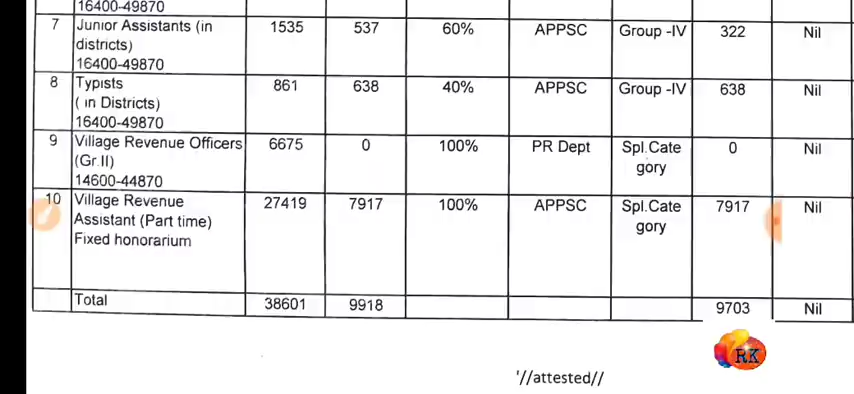 16400-49870
7 Junior Assistants (in 1535 537 60% APPSC Group -IV 322 Nil
districts)
16400-49870
8 Typists 861 638 40% APPSC Group -IV 638 Nil
( in Districts)
16400-49870
9 Village Revenue Officers 6675 0 100% PR Dept Spl.Cate 0 Nil
(Gr.II) gory
14600-44870
10 Village Revenue 27419 7917 100% APPSC Spl.Cate 7917 Nil
Assistant (Part time) gory
Fixed honorarium
Total 38601 9918 9703 Nil
RK
'//attested//